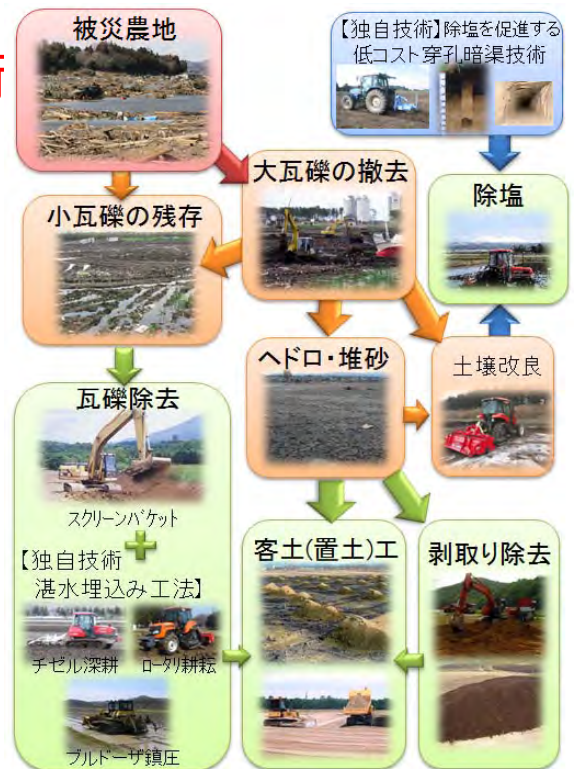 被災農地
【独自技術】除塩を促進する
低コスト穿孔暗渠技術
大瓦礫の撤去
除塩
小瓦礫の残存
ヘドロ・堆砂
土壌改良
瓦礫除去
スクリーンバケット
+
【独自技術
湛水埋込み工法】
チゼル深耕
ロータリ耕耘
ブルドーザ鎮圧
客土(置土)工
剥取り除去